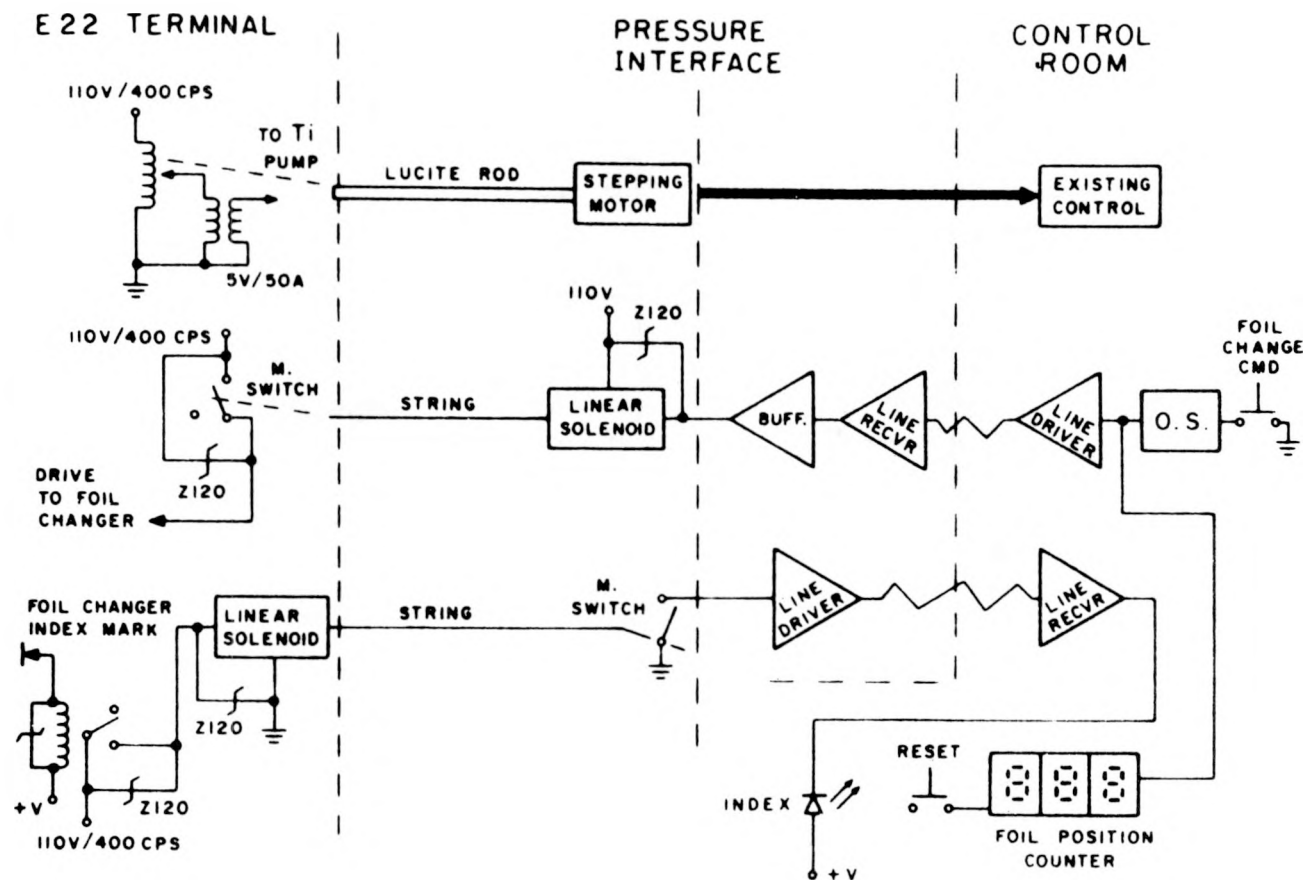 E22 TERMINAL
PRESSURE
INTERFACE
CONTROL
ROOM
110V/400 CPS
TO Ti
PUMP
LUCITE ROD
STEPPING
MOTOR
EXISTING
CONTROL
5V/50A
110V/400 CPS
M.
SWITCH
STRING
110V
Z120
LINEAR
SOLENOID
BUFF.
LINE
RECVR
LINE
DRIVER
O.S.
FOIL
CHANGE
CMD
Z120
DRIVE
TO FOIL
CHANGER
FOIL CHANGER
INDEX MARK
LINEAR
SOLENOID
STRING
M.
SWITCH
LINE
DRIVER
LINE
RECVR
Z120
+V
Z120
110V/400 CPS
INDEX
+V
RESET
888
FOIL POSITION
COUNTER